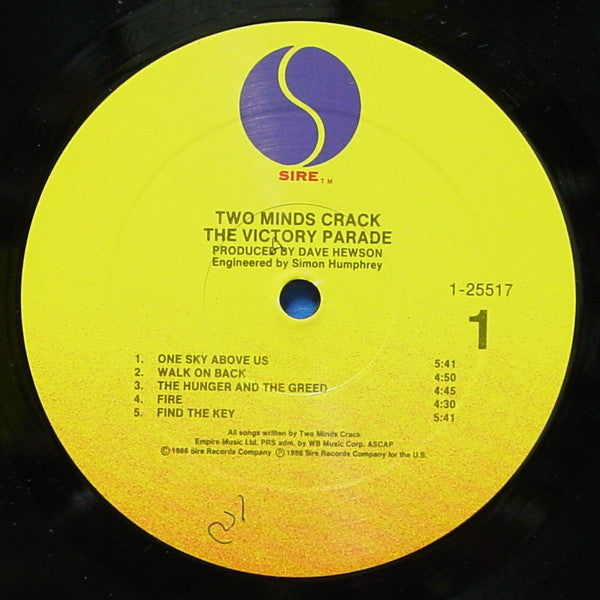 SIRE TM
TWO MINDS CRACK
THE VICTORY PARADE
PRODUCED BY DAVE HEWSON
Engineered by Simon Humphrey
1-25517
1
1. ONE SKY ABOVE US 5:41
2. WALK ON BACK 4:50
3. THE HUNGER AND THE GREED 4:45
4. FIRE 4:30
5. FIND THE KEY 5:41
All songs written by Two Minds Crack
Empire Music Ltd. PRS adm. by WB Music Corp. ASCAP
©1986 Sire Records Company ℗1986 Sire Records Company for the U.S.